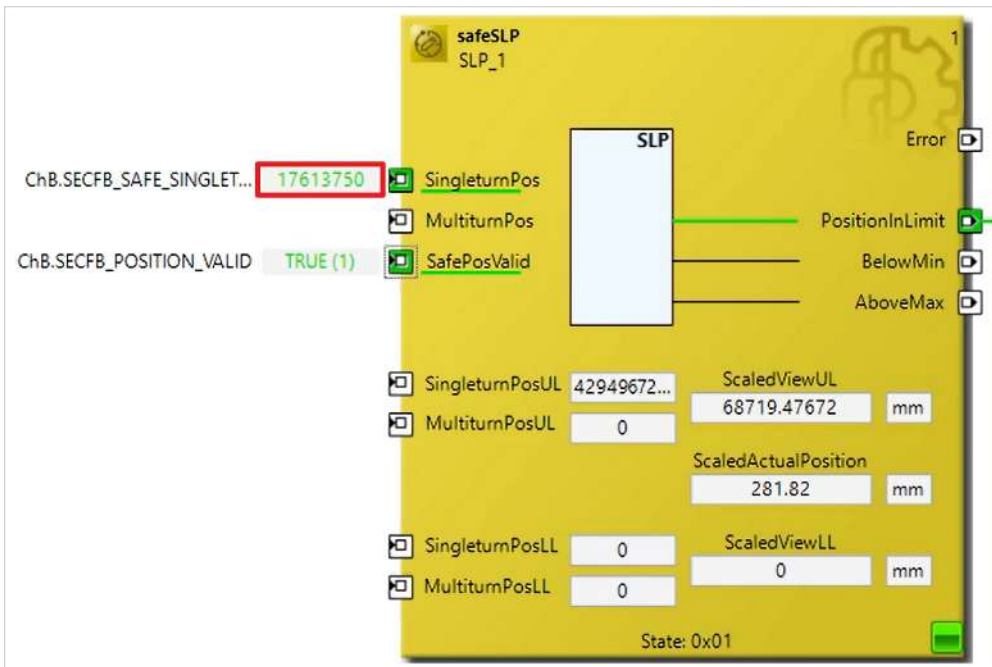 safeSLP
SLP_1
1
SLP
Error
ChB.SECFB_SAFE_SINGLET... 17613750 SingleturnPos
MultiturnPos PositionInLimit
ChB.SECFB_POSITION_VALID TRUE (1) SafePosValid BelowMin
AboveMax
SingleturnPosUL 42949672... ScaledViewUL
68719.47672 mm
MultiturnPosUL 0
ScaledActualPosition
281.82 mm
SingleturnPosLL 0 ScaledViewLL
0 mm
MultiturnPosLL 0
State: 0x01